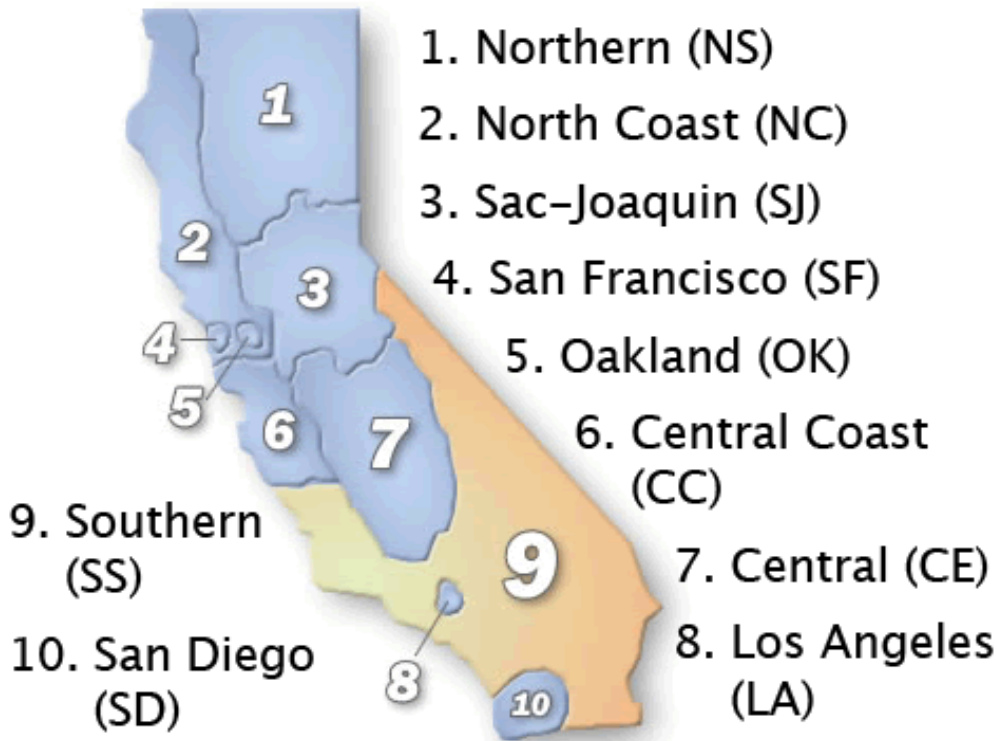 1. Northern (NS)
2. North Coast (NC)
3. Sac-Joaquin (SJ)
4. San Francisco (SF)
5. Oakland (OK)
6. Central Coast
(CC)
7. Central (CE)
8. Los Angeles
(LA)
9. Southern
(SS)
10. San Diego
(SD)
1
2
3
4
5
6
7
9
8
10